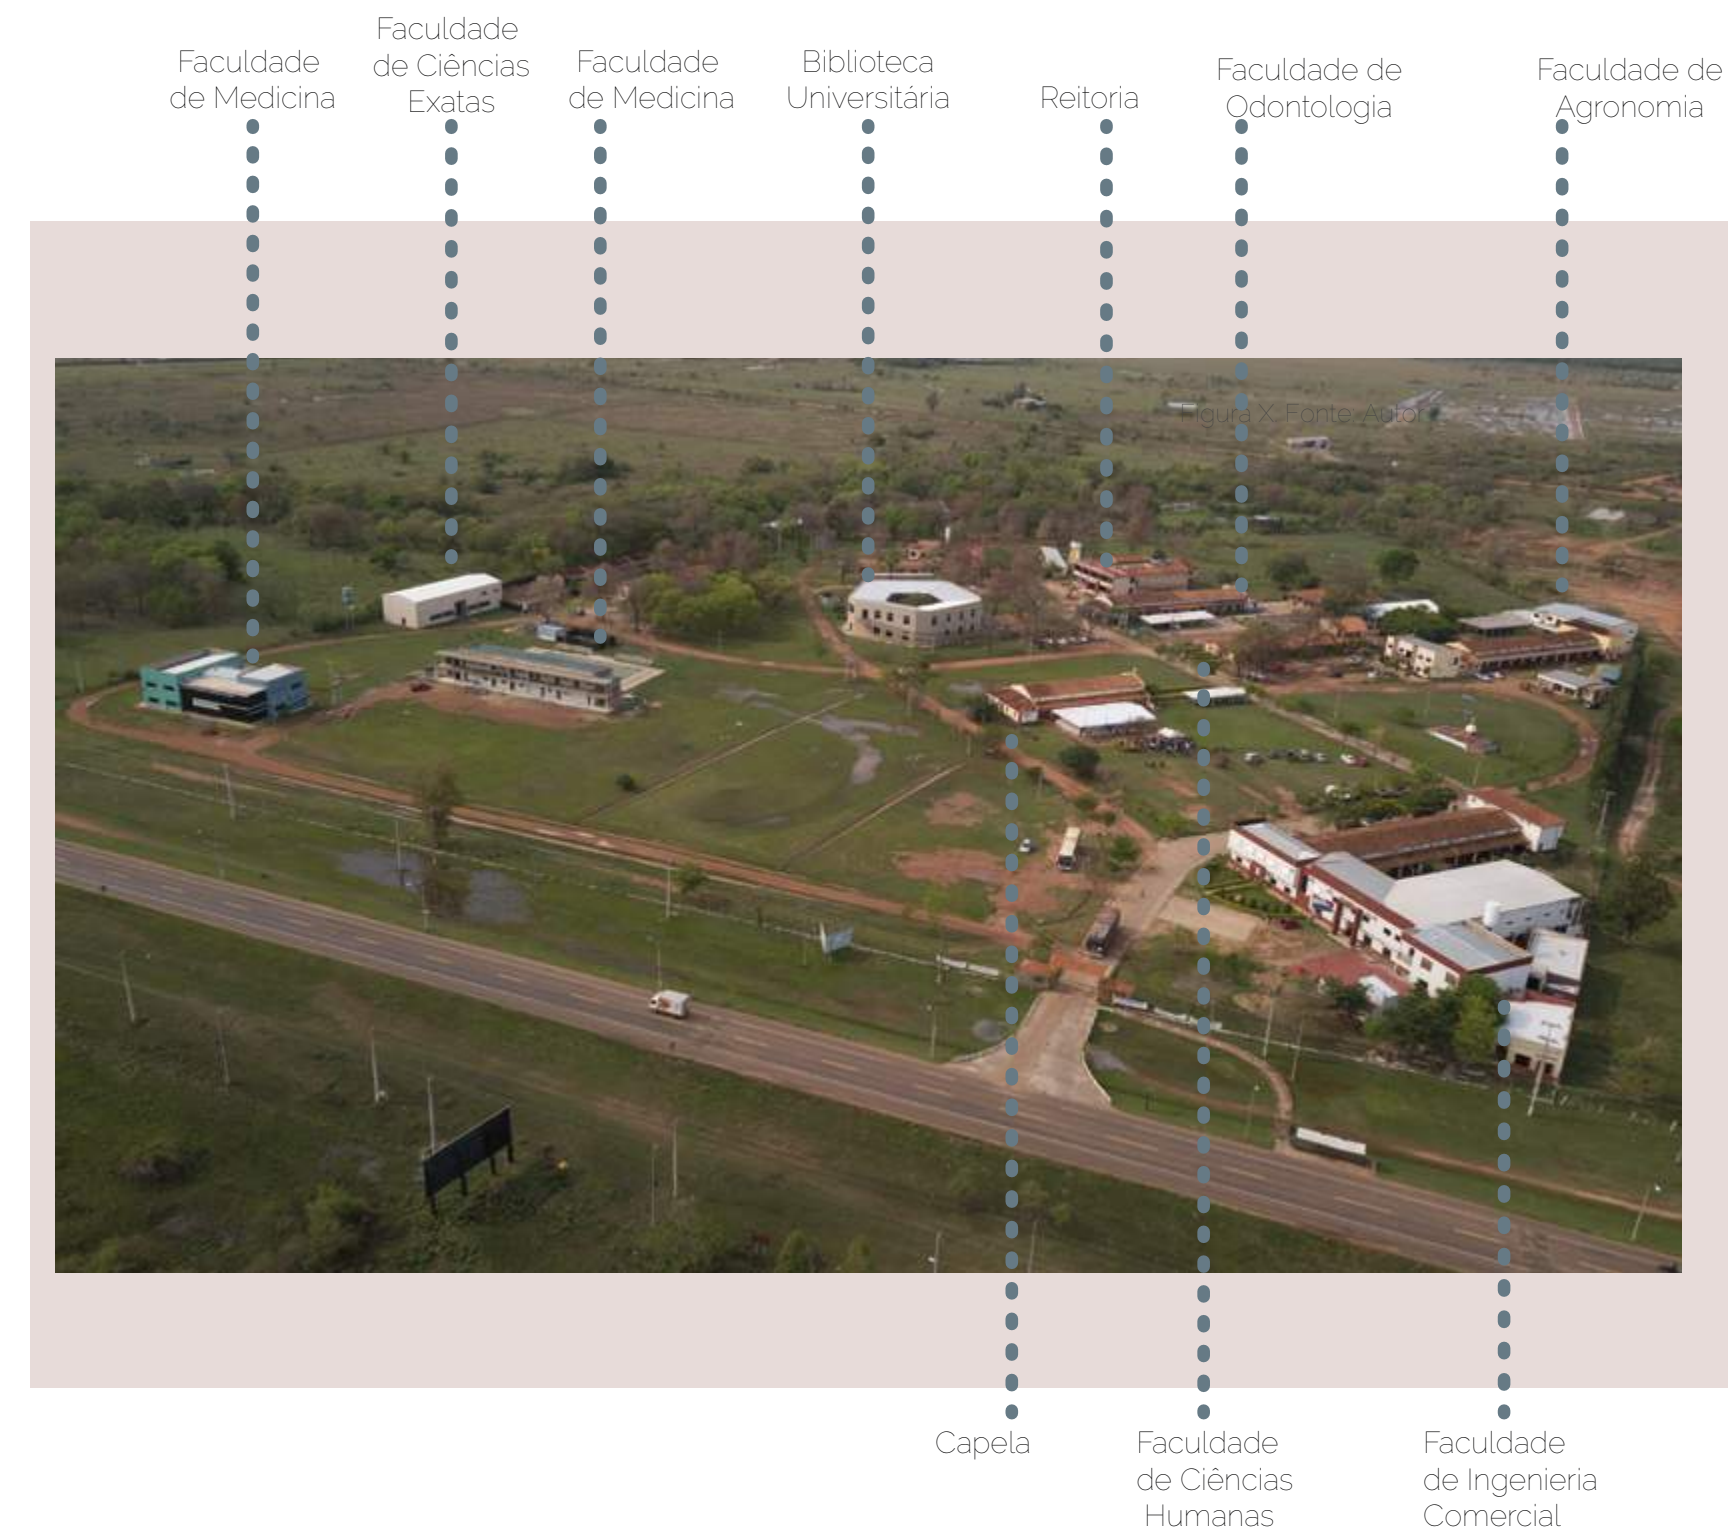 Faculdade
de Medicina
Faculdade
de Ciências
Exatas
Faculdade
de Medicina
Biblioteca
Universitária
Reitoria
Faculdade de
Odontologia
Faculdade de
Agronomia
Figura X. Fonte: Autor
Capela
Faculdade
de Ciências
Humanas
Faculdade
de Ingenieria
Comercial